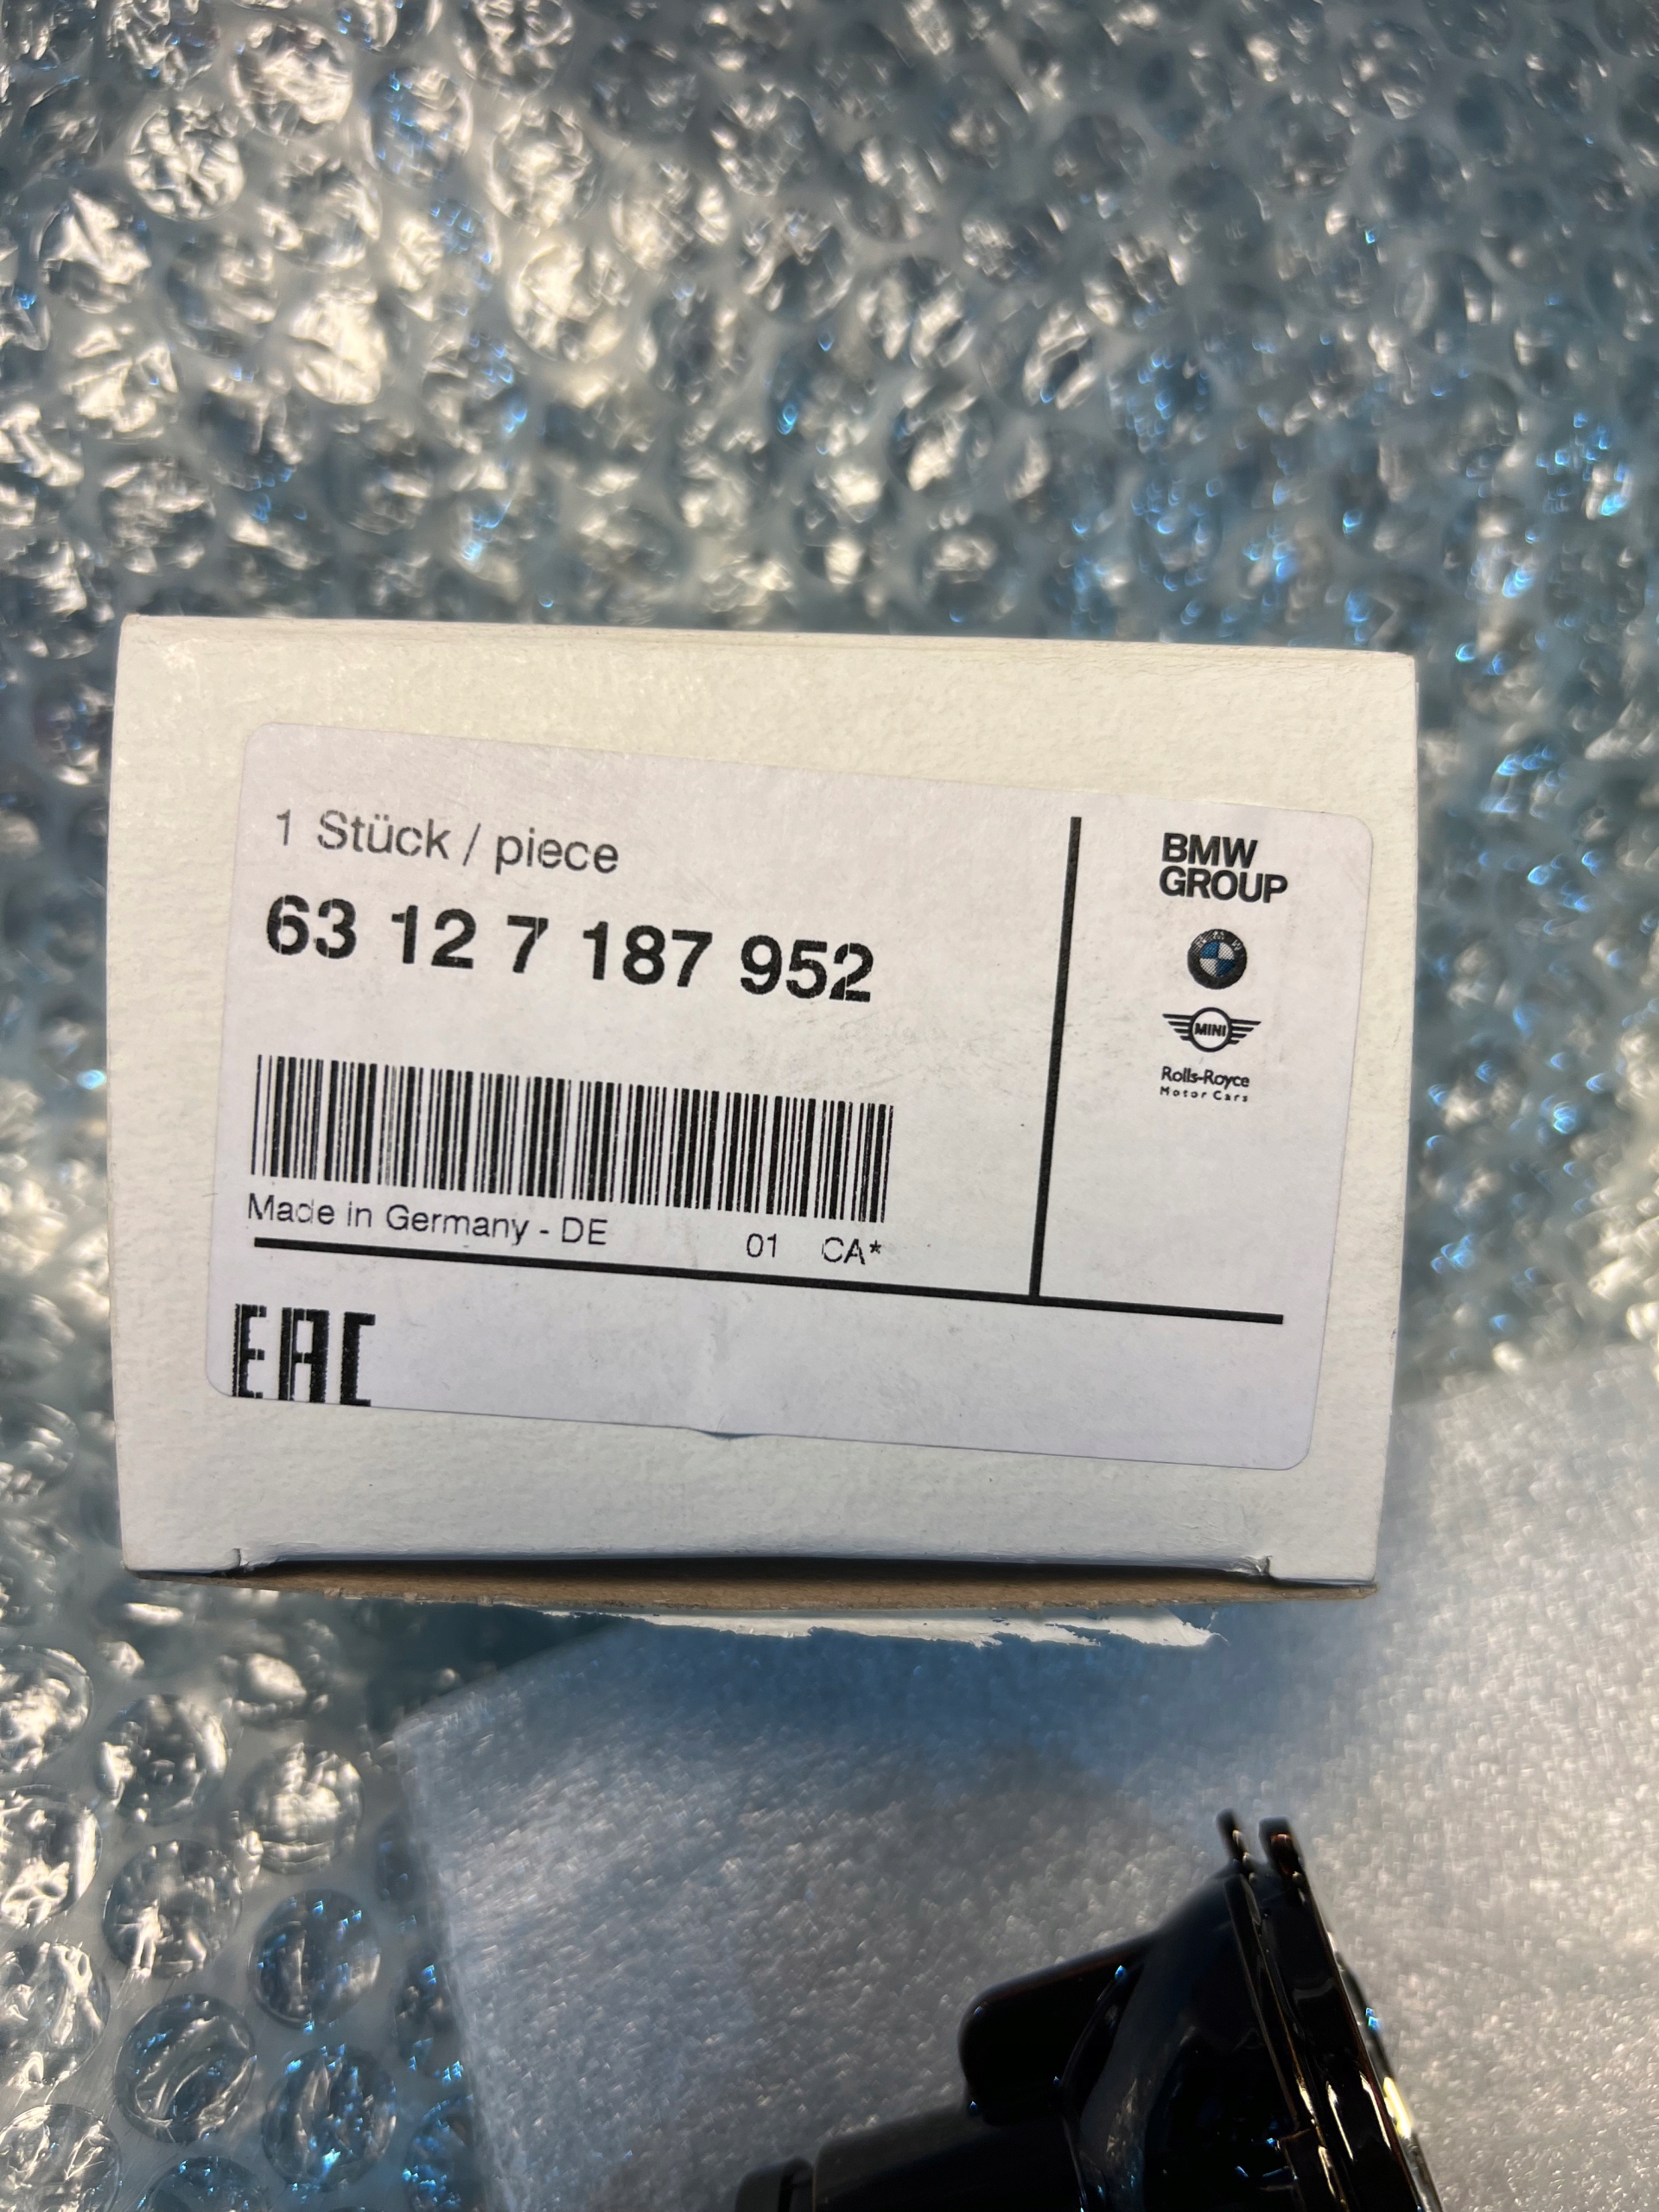 1 Stück / piece
63 12 7 187 952
Made in Germany - DE 01 CA*
EAC
BMW
GROUP
BMW
MINI
Rolls-Royce
Motor Cars